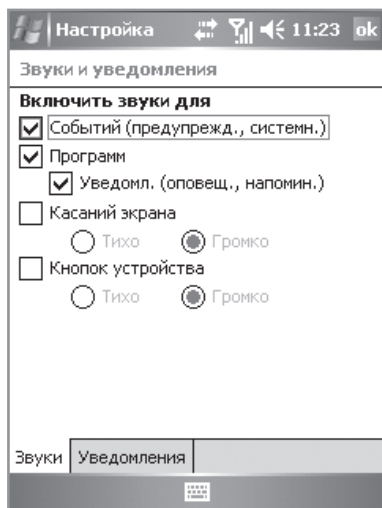 Настройка 11:23 ok
Звуки и уведомления
Включить звуки для
Событий (предупрежд., системн.)
Программ
Уведомл. (оповещ., напомин.)
Касаний экрана
Тихо Громко
Кнопок устройства
Тихо Громко
Звуки Уведомления